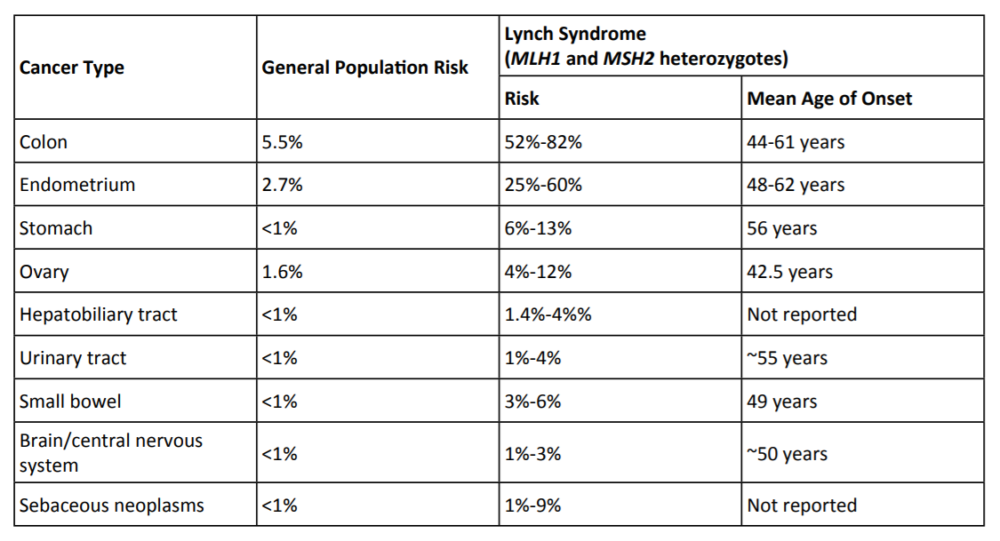 Cancer Type
General Population Risk
Lynch Syndrome
(MLH1 and MSH2 heterozygotes)
Risk
Mean Age of Onset
Colon
5.5%
52%-82%
44-61 years
Endometrium
2.7%
25%-60%
48-62 years
Stomach
<1%
6%-13%
56 years
Ovary
1.6%
4%-12%
42.5 years
Hepatobiliary tract
<1%
1.4%-4%%
Not reported
Urinary tract
<1%
1%-4%
~55 years
Small bowel
<1%
3%-6%
49 years
Brain/central nervous
system
<1%
1%-3%
~50 years
Sebaceous neoplasms
<1%
1%-9%
Not reported